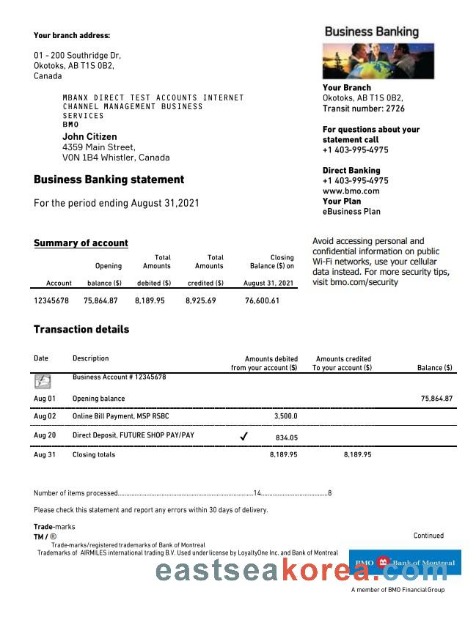 Your branch address:
Business Banking
01 - 200 Southridge Dr,
Okotoks, AB T1S 0B2,
Canada
MBANX DIRECT TEST ACCOUNTS INTERNET
CHANNEL MANAGEMENT BUSINESS
SERVICES
BMO
John Citizen
4359 Main Street,
V0N 1B4 Whistler, Canada
Your Branch
Okotoks, AB T1S 0B2,
Transit number: 2726
For questions about your
statement call
+1 403-995-4975
Direct Banking
+1 403-995-4975
www.bmo.com
Your Plan
eBusiness Plan
Business Banking statement
For the period ending August 31,2021
Summary of account
Total Total Closing
Opening Amounts Amounts Balance ($) on
Account balance ($) debited ($) credited ($) August 31, 2021
12345678 75,864.87 8,189.95 8,925.69 76,600.61
Avoid accessing personal and
confidential information on public
Wi-Fi networks, use your cellular
data instead. For more security tips,
visit bmo.com/security
Transaction details
Date Description Amounts debited Amounts credited
from your account ($) To your account ($) Balance ($)
Business Account # 12345678
Aug 01 Opening balance 75,864.87
Aug 02 Online Bill Payment, MSP RSBC 3,500.0
Aug 20 Direct Deposit, FUTURE SHOP PAY/PAY ✓ 834.05
Aug 31 Closing totals 8,189.95 8,189.95
Number of items processed...........................................................14..............................8
Please check this statement and report any errors within 30 days of delivery.
Trade-marks
TM / ®
Continued
Trade-marks/registered trademarks of Bank of Montreal
Trademarks of AIRMILES international trading B.V. Used under license by LoyaltyOne Inc. and Bank of Montreal
BMO Bank of Montreal
eastseakorea.com
A member of BMO Financial Group